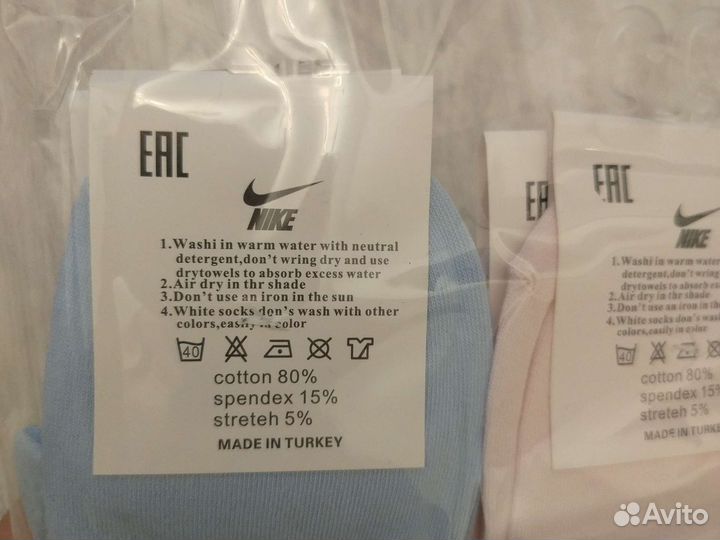 EAC
NIKE
1.Washi in warm water with neutral
detergent,don't wring dry and use
drytowels to absorb excess water
2.Air dry in thr shade
3.Don't use an iron in the sun
4.White socks don's wash with other
colors,easily in color
40
cotton 80%
spendex 15%
streteh 5%
MADE IN TURKEY
EAC
NIKE
1.Washi in warm water
detergent,don't wring
drytowels to absorb
2.Air dry in thr shade
3.Don't use an iron in
4.White socks don's
colors,easily in color
40
cotton 80%
spendex 15%
streteh 5%
MADE IN TURKE
Avito